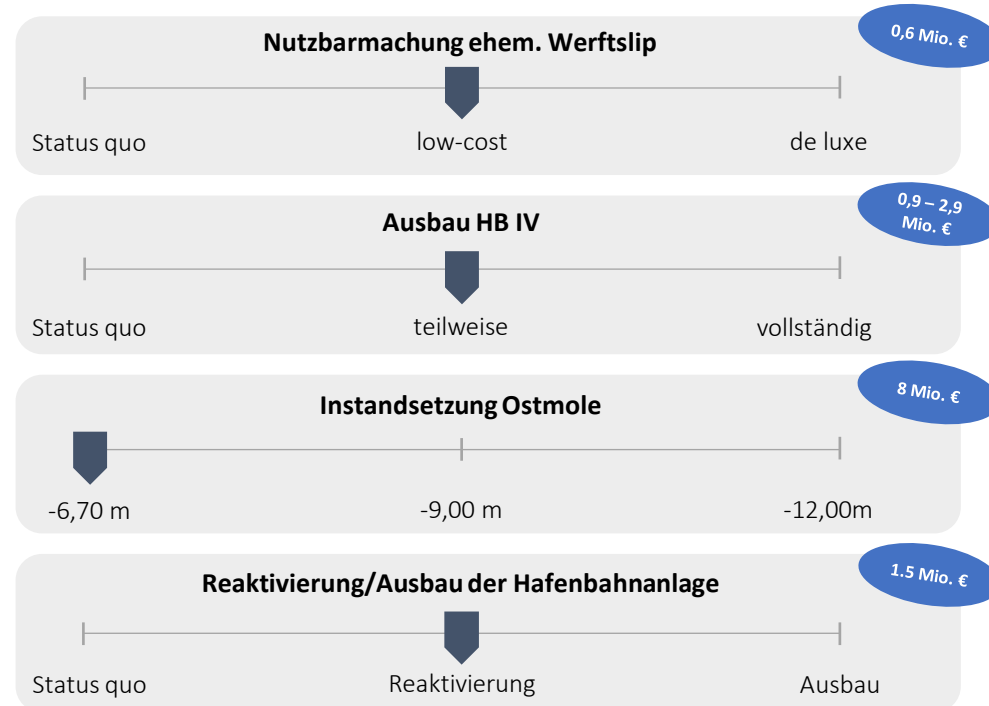 Nutzbarmachung ehem. Werftslip
0,6 Mio. €
Status quo
low-cost
de luxe
Ausbau HB IV
0,9 – 2,9
Mio. €
Status quo
teilweise
vollständig
Instandsetzung Ostmole
8 Mio. €
-6,70 m
-9,00 m
-12,00m
Reaktivierung/Ausbau der Hafenbahnanlage
1.5 Mio. €
Status quo
Reaktivierung
Ausbau